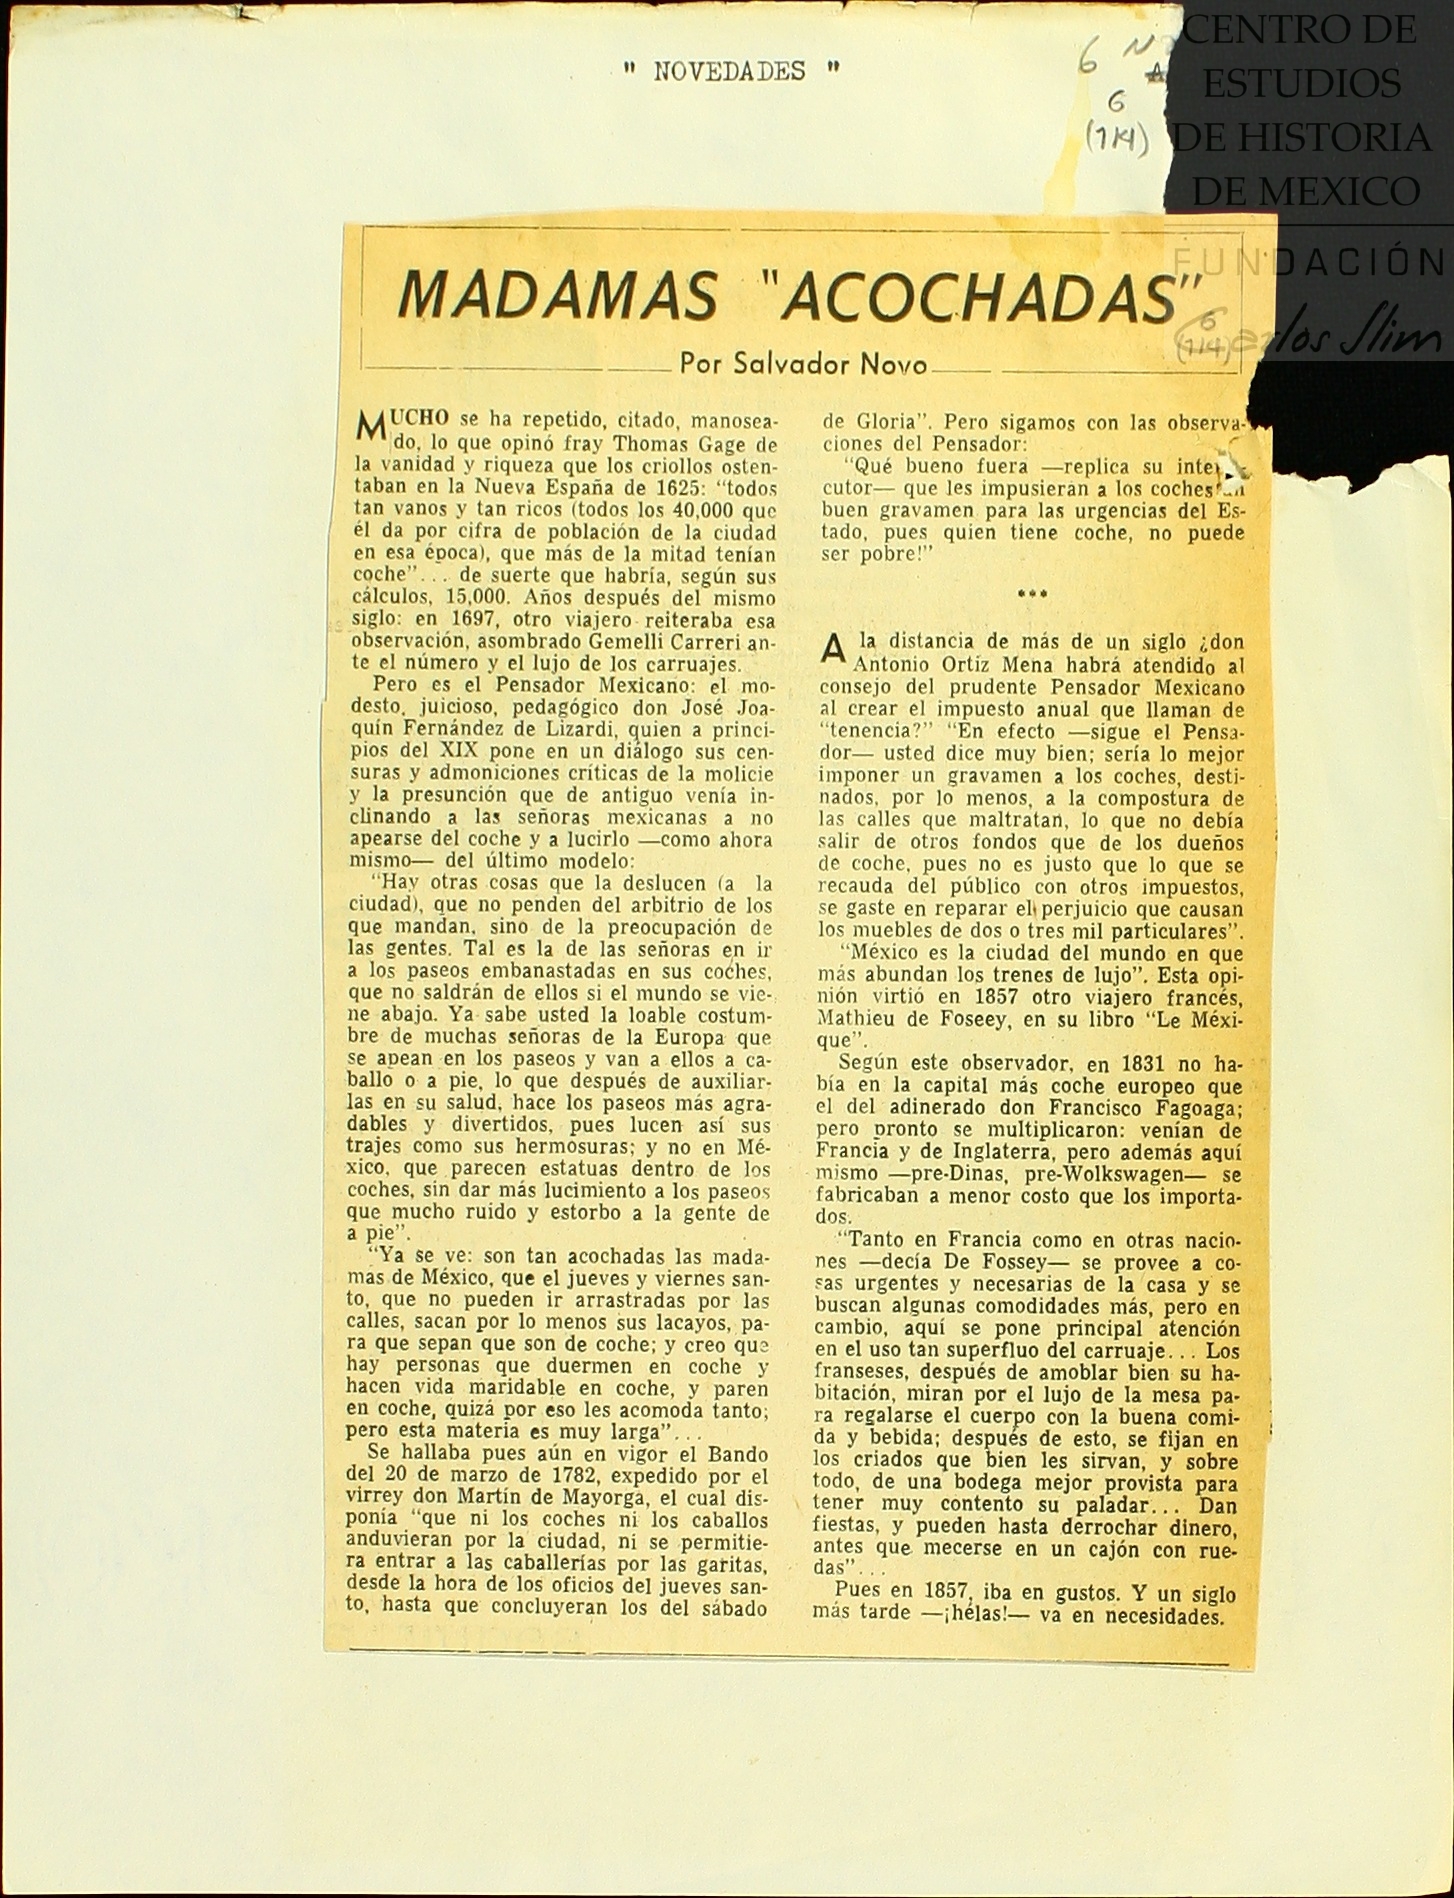 " NOVEDADES "
6 N
6
(714)
CENTRO DE
ESTUDIOS
DE HISTORIA
DE MEXICO
FUNDACIÓN
Carlos Slim
MADAMAS "ACOCHADAS"
6
(714)
Por Salvador Novo
MUCHO se ha repetido, citado, manosea-
do, lo que opinó fray Thomas Gage de
la vanidad y riqueza que los criollos osten-
taban en la Nueva España de 1625: “todos
tan vanos y tan ricos (todos los 40,000 que
él da por cifra de población de la ciudad
en esa época), que más de la mitad tenían
coche”... de suerte que habría, según sus
cálculos, 15,000. Años después del mismo
siglo: en 1697, otro viajero reiteraba esa
observación, asombrado Gemelli Carreri an-
te el número y el lujo de los carruajes.
Pero es el Pensador Mexicano: el mo-
desto, juicioso, pedagógico don José Joa-
quín Fernández de Lizardi, quien a princi-
pios del XIX pone en un diálogo sus cen-
suras y admoniciones críticas de la molicie
y la presunción que de antiguo venía in-
clinando a las señoras mexicanas a no
apearse del coche y a lucirlo —como ahora
mismo— del último modelo:
“Hay otras cosas que la deslucen (a la
ciudad), que no penden del arbitrio de los
que mandan, sino de la preocupación de
las gentes. Tal es la de las señoras en ir
a los paseos embanastadas en sus coches,
que no saldrán de ellos si el mundo se vie-
ne abajo. Ya sabe usted la loable costum-
bre de muchas señoras de la Europa que
se apean en los paseos y van a ellos a ca-
ballo o a pie, lo que después de auxiliar-
las en su salud, hace los paseos más agra-
dables y divertidos, pues lucen así sus
trajes como sus hermosuras; y no en Mé-
xico, que parecen estatuas dentro de los
coches, sin dar más lucimiento a los paseos
que mucho ruido y estorbo a la gente de
a pie”.
“Ya se ve: son tan acochadas las mada-
mas de México, que el jueves y viernes san-
to, que no pueden ir arrastradas por las
calles, sacan por lo menos sus lacayos, pa-
ra que sepan que son de coche; y creo que
hay personas que duermen en coche y
hacen vida maridable en coche, y paren
en coche, quizá por eso les acomoda tanto;
pero esta materia es muy larga”...
Se hallaba pues aún en vigor el Bando
del 20 de marzo de 1782, expedido por el
virrey don Martín de Mayorga, el cual dis-
ponía “que ni los coches ni los caballos
anduvieran por la ciudad, ni se permitie-
ra entrar a las caballerías por las garitas,
desde la hora de los oficios del jueves san-
to, hasta que concluyeran los del sábado
de Gloria”. Pero sigamos con las observa-
ciones del Pensador:
“Qué bueno fuera —replica su inter
cutor— que les impusieran a los coches un
buen gravamen para las urgencias del Es-
tado, pues quien tiene coche, no puede
ser pobre!”
***
A la distancia de más de un siglo ¿don
Antonio Ortiz Mena habrá atendido al
consejo del prudente Pensador Mexicano
al crear el impuesto anual que llaman de
“tenencia?” “En efecto —sigue el Pensa-
dor— usted dice muy bien; sería lo mejor
imponer un gravamen a los coches, desti-
nados, por lo menos, a la compostura de
las calles que maltratan, lo que no debía
salir de otros fondos que de los dueños
de coche, pues no es justo que lo que se
recauda del público con otros impuestos,
se gaste en reparar el perjuicio que causan
los muebles de dos o tres mil particulares”.
“México es la ciudad del mundo en que
más abundan los trenes de lujo”. Esta opi-
nión virtió en 1857 otro viajero francés,
Mathieu de Foseey, en su libro “Le Méxi-
que”.
Según este observador, en 1831 no ha-
bía en la capital más coche europeo que
el del adinerado don Francisco Fagoaga;
pero pronto se multiplicaron: venían de
Francia y de Inglaterra, pero además aquí
mismo —pre-Dinas, pre-Wolkswagen— se
fabricaban a menor costo que los importa-
dos.
“Tanto en Francia como en otras nacio-
nes —decía De Fossey— se provee a co-
sas urgentes y necesarias de la casa y se
buscan algunas comodidades más, pero en
cambio, aquí se pone principal atención
en el uso tan superfluo del carruaje... Los
franseses, después de amoblar bien su ha-
bitación, miran por el lujo de la mesa pa-
ra regalarse el cuerpo con la buena comi-
da y bebida; después de esto, se fijan en
los criados que bien les sirvan, y sobre
todo, de una bodega mejor provista para
tener muy contento su paladar... Dan
fiestas, y pueden hasta derrochar dinero,
antes que mecerse en un cajón con rue-
das”...
Pues en 1857, iba en gustos. Y un siglo
más tarde —¡hélas!— va en necesidades.